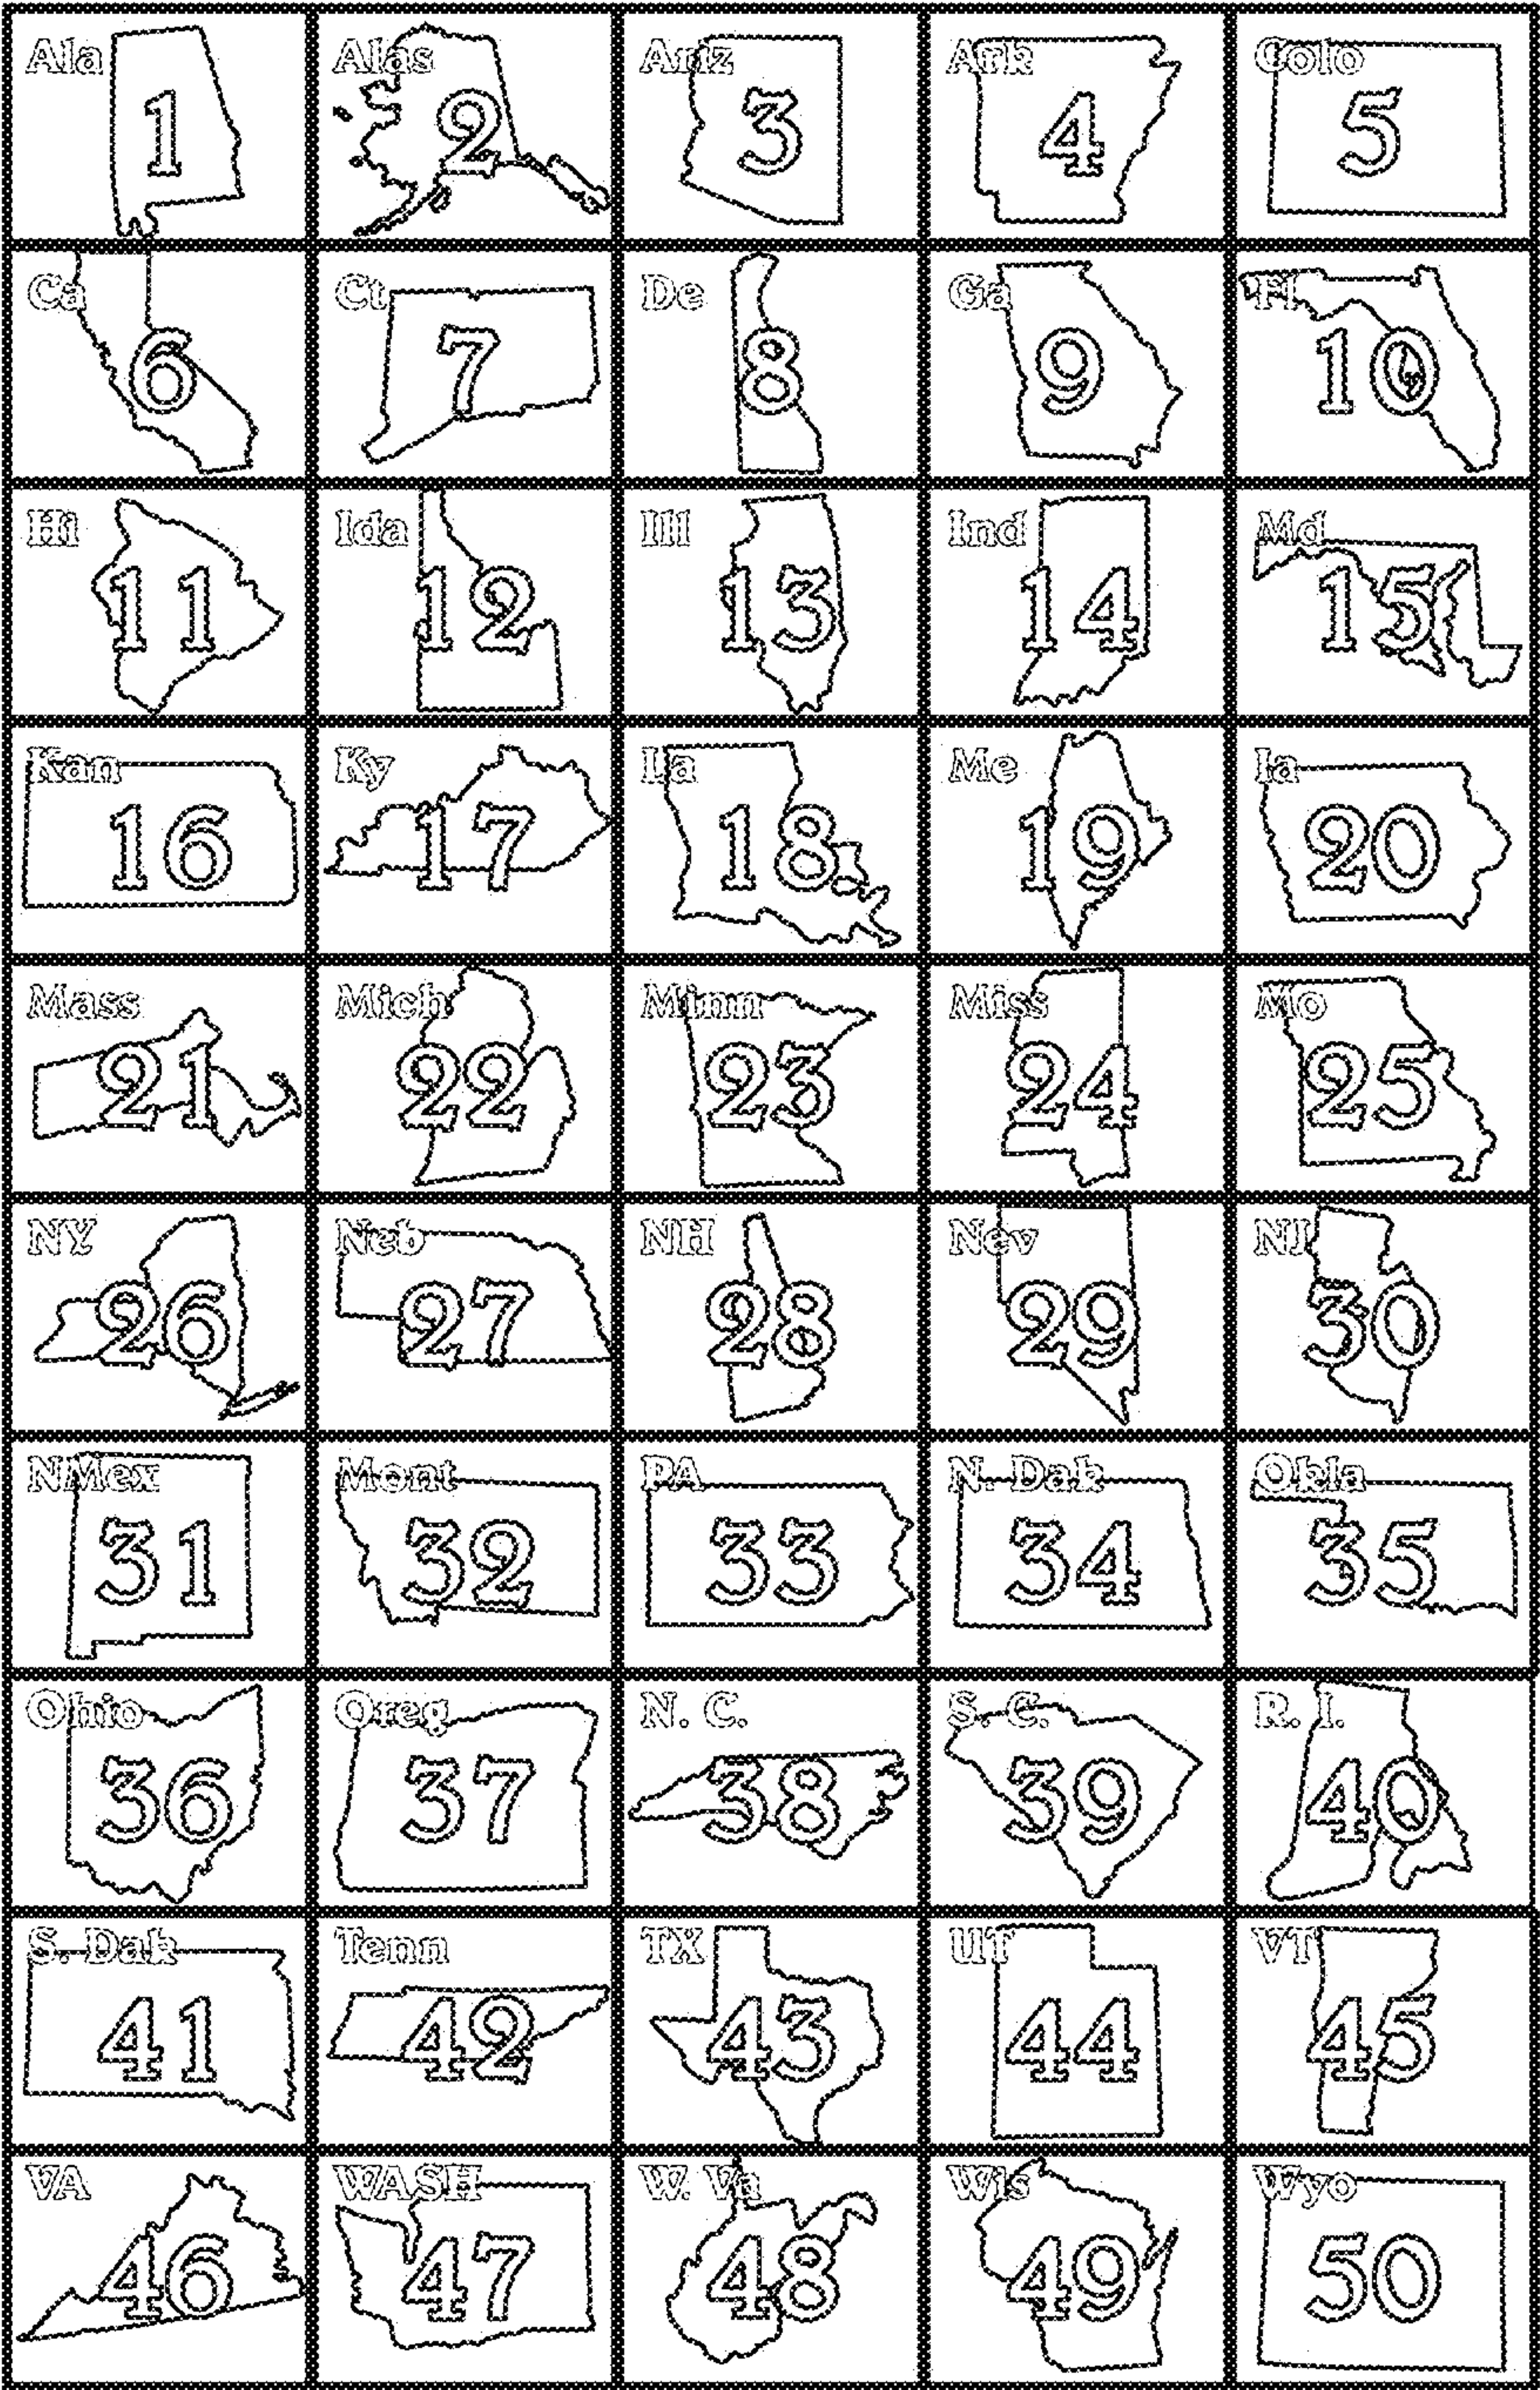 Ala Alas Ariz Ark Colo
1 2 3 4 5
Ca Ct De Ga Fl
6 7 8 9 10
Hi Ida Ill Ind Md
11 12 13 14 15
Kan Ky La Me Ia
16 17 18 19 20
Mass Mich Minn Miss Mo
21 22 23 24 25
NY Neb NH Nev NJ
26 27 28 29 30
NMex Mont PA N. Dak Okla
31 32 33 34 35
Ohio Oreg N. C. S. C. R. I.
36 37 38 39 40
S. Dak Tenn TX UT VT
41 42 43 44 45
VA WASH W. Va Wis Wyo
46 47 48 49 50